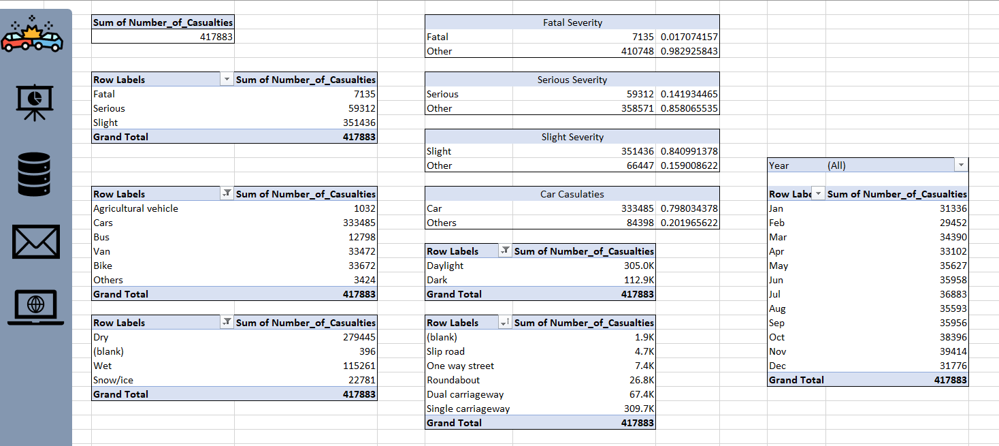 Sum of Number_of_Casualties
417883
Fatal Severity
Fatal 7135 0.017074157
Other 410748 0.982925843
Row Labels Sum of Number_of_Casualties
Fatal 7135
Serious 59312
Slight 351436
Grand Total 417883
Serious Severity
Serious 59312 0.141934465
Other 358571 0.858065535
Slight Severity
Slight 351436 0.840991378
Other 66447 0.159008622
Row Labels Sum of Number_of_Casualties
Agricultural vehicle 1032
Cars 333485
Bus 12798
Van 33472
Bike 33672
Others 3424
Grand Total 417883
Car Casulaties
Car 333485 0.798034378
Others 84398 0.201965622
Row Labels Sum of Number_of_Casualties
Daylight 305.0K
Dark 112.9K
Grand Total 417883
Row Labels Sum of Number_of_Casualties
Dry 279445
(blank) 396
Wet 115261
Snow/ice 22781
Grand Total 417883
Row Labels Sum of Number_of_Casualties
(blank) 1.9K
Slip road 4.7K
One way street 7.4K
Roundabout 26.8K
Dual carriageway 67.4K
Single carriageway 309.7K
Grand Total 417883
Year (All)
Row Labe Sum of Number_of_Casualties
Jan 31336
Feb 29452
Mar 34390
Apr 33102
May 35627
Jun 35958
Jul 36883
Aug 35593
Sep 35956
Oct 38396
Nov 39414
Dec 31776
Grand Total 417883